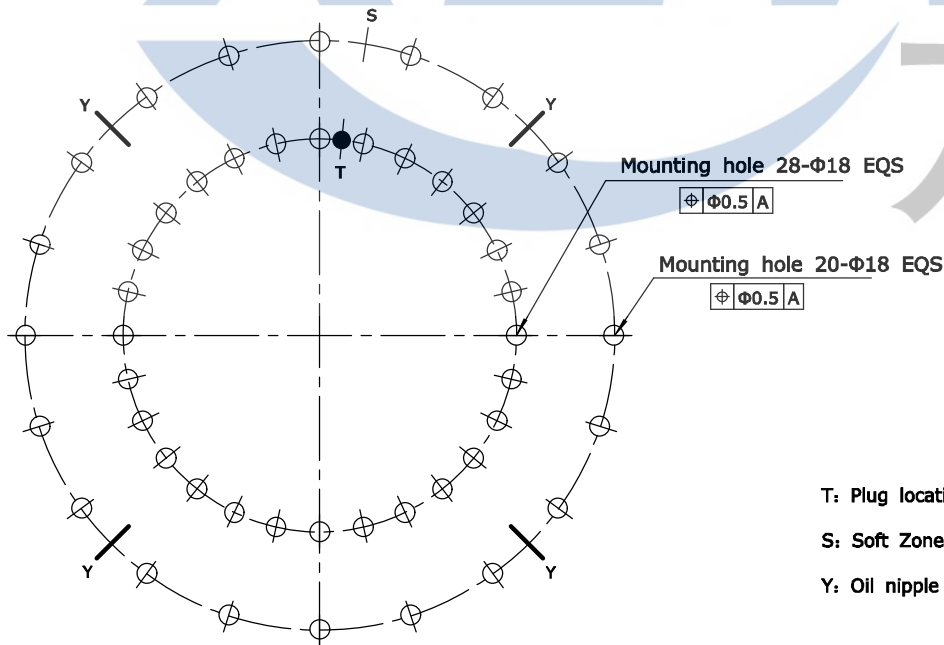 S
Y
Y
T
Mounting hole 28-Φ18 EQS
⌖ Φ0.5 A
Mounting hole 20-Φ18 EQS
⌖ Φ0.5 A
T: Plug locati
S: Soft Zone
Y: Oil nipple
Y
Y